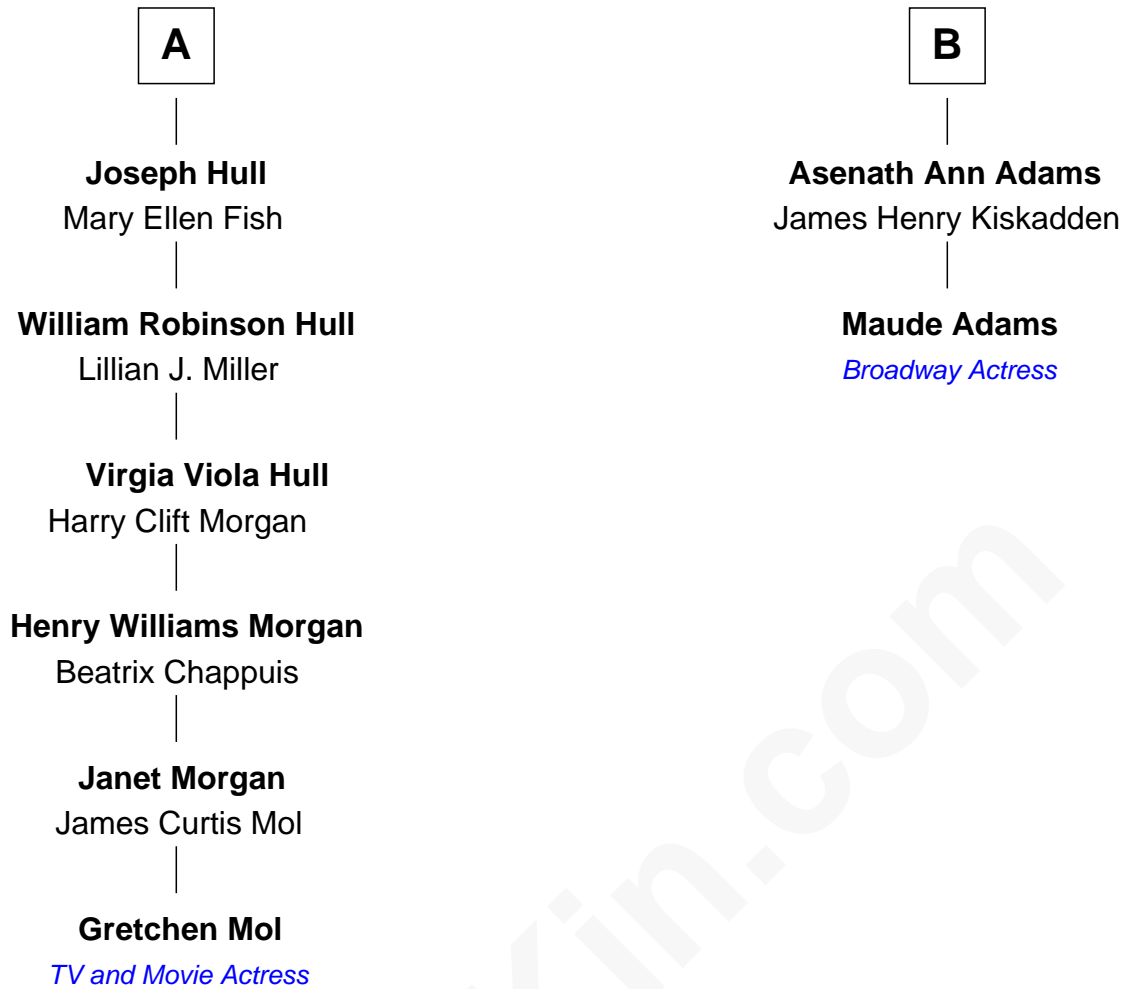 A
Joseph Hull
Mary Ellen Fish
William Robinson Hull
Lillian J. Miller
Virgia Viola Hull
Harry Clift Morgan
Henry Williams Morgan
Beatrix Chappuis
Janet Morgan
James Curtis Mol
Gretchen Mol
TV and Movie Actress
B
Asenath Ann Adams
James Henry Kiskadden
Maude Adams
Broadway Actress
Kin.com